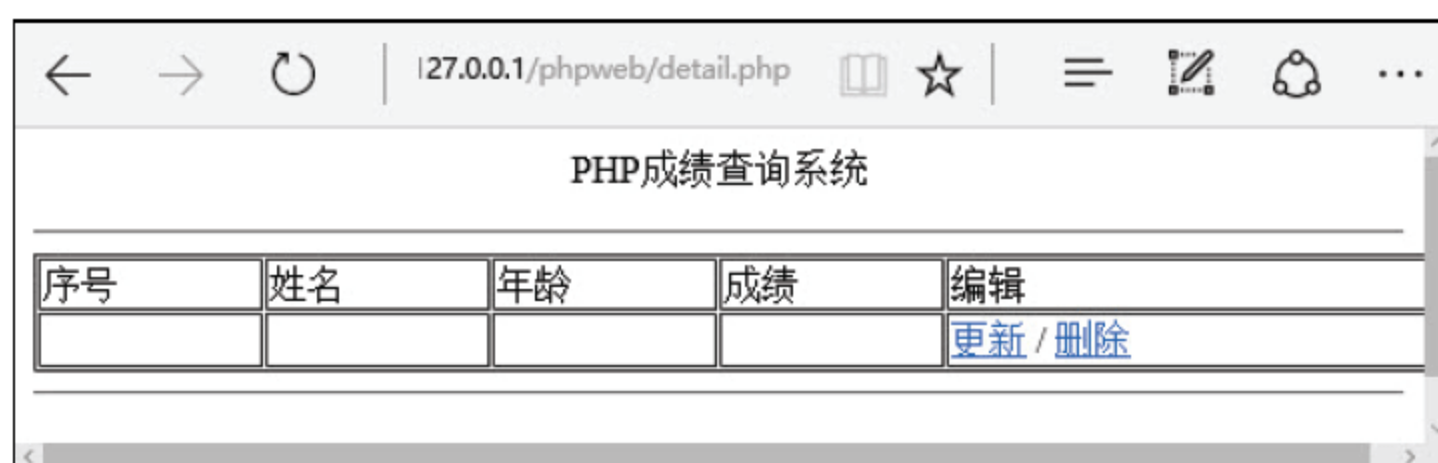 127.0.0.1/phpweb/detail.php
PHP成绩查询系统
序号 姓名 年龄 成绩 编辑
更新 / 删除